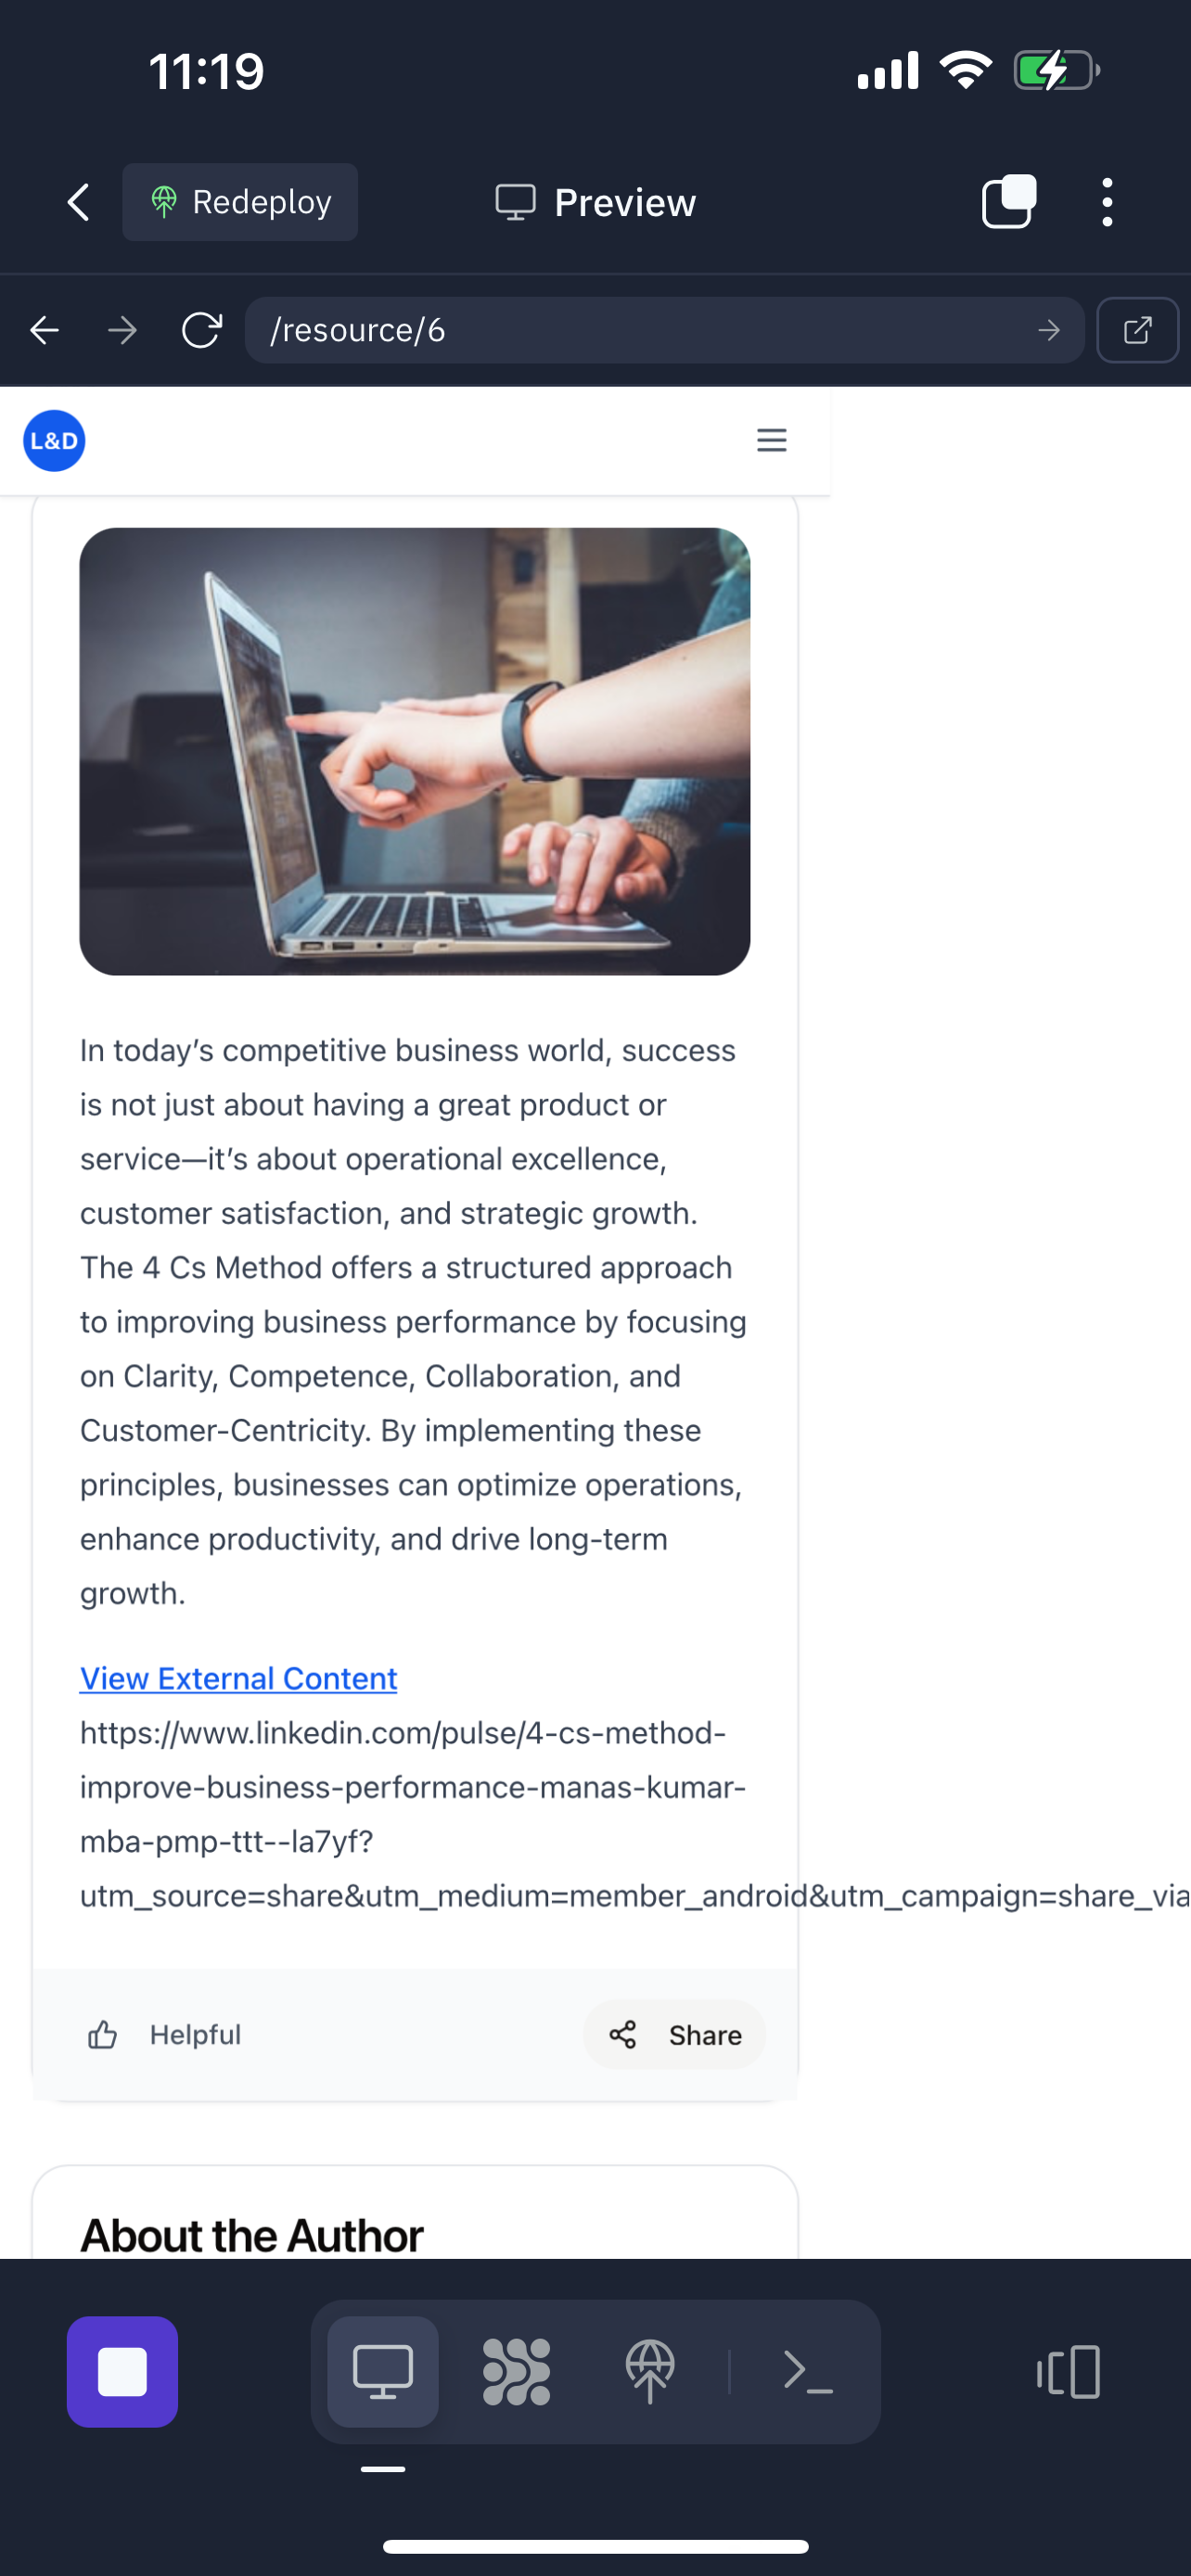 11:19
Redeploy
Preview
/resource/6
L&D
In today’s competitive business world, success
is not just about having a great product or
service—it’s about operational excellence,
customer satisfaction, and strategic growth.
The 4 Cs Method offers a structured approach
to improving business performance by focusing
on Clarity, Competence, Collaboration, and
Customer-Centricity. By implementing these
principles, businesses can optimize operations,
enhance productivity, and drive long-term
growth.
View External Content
https://www.linkedin.com/pulse/4-cs-method-
improve-business-performance-manas-kumar-
mba-pmp-ttt--la7yf?
utm_source=share&utm_medium=member_android&utm_campaign=share_via
Helpful
Share
About the Author